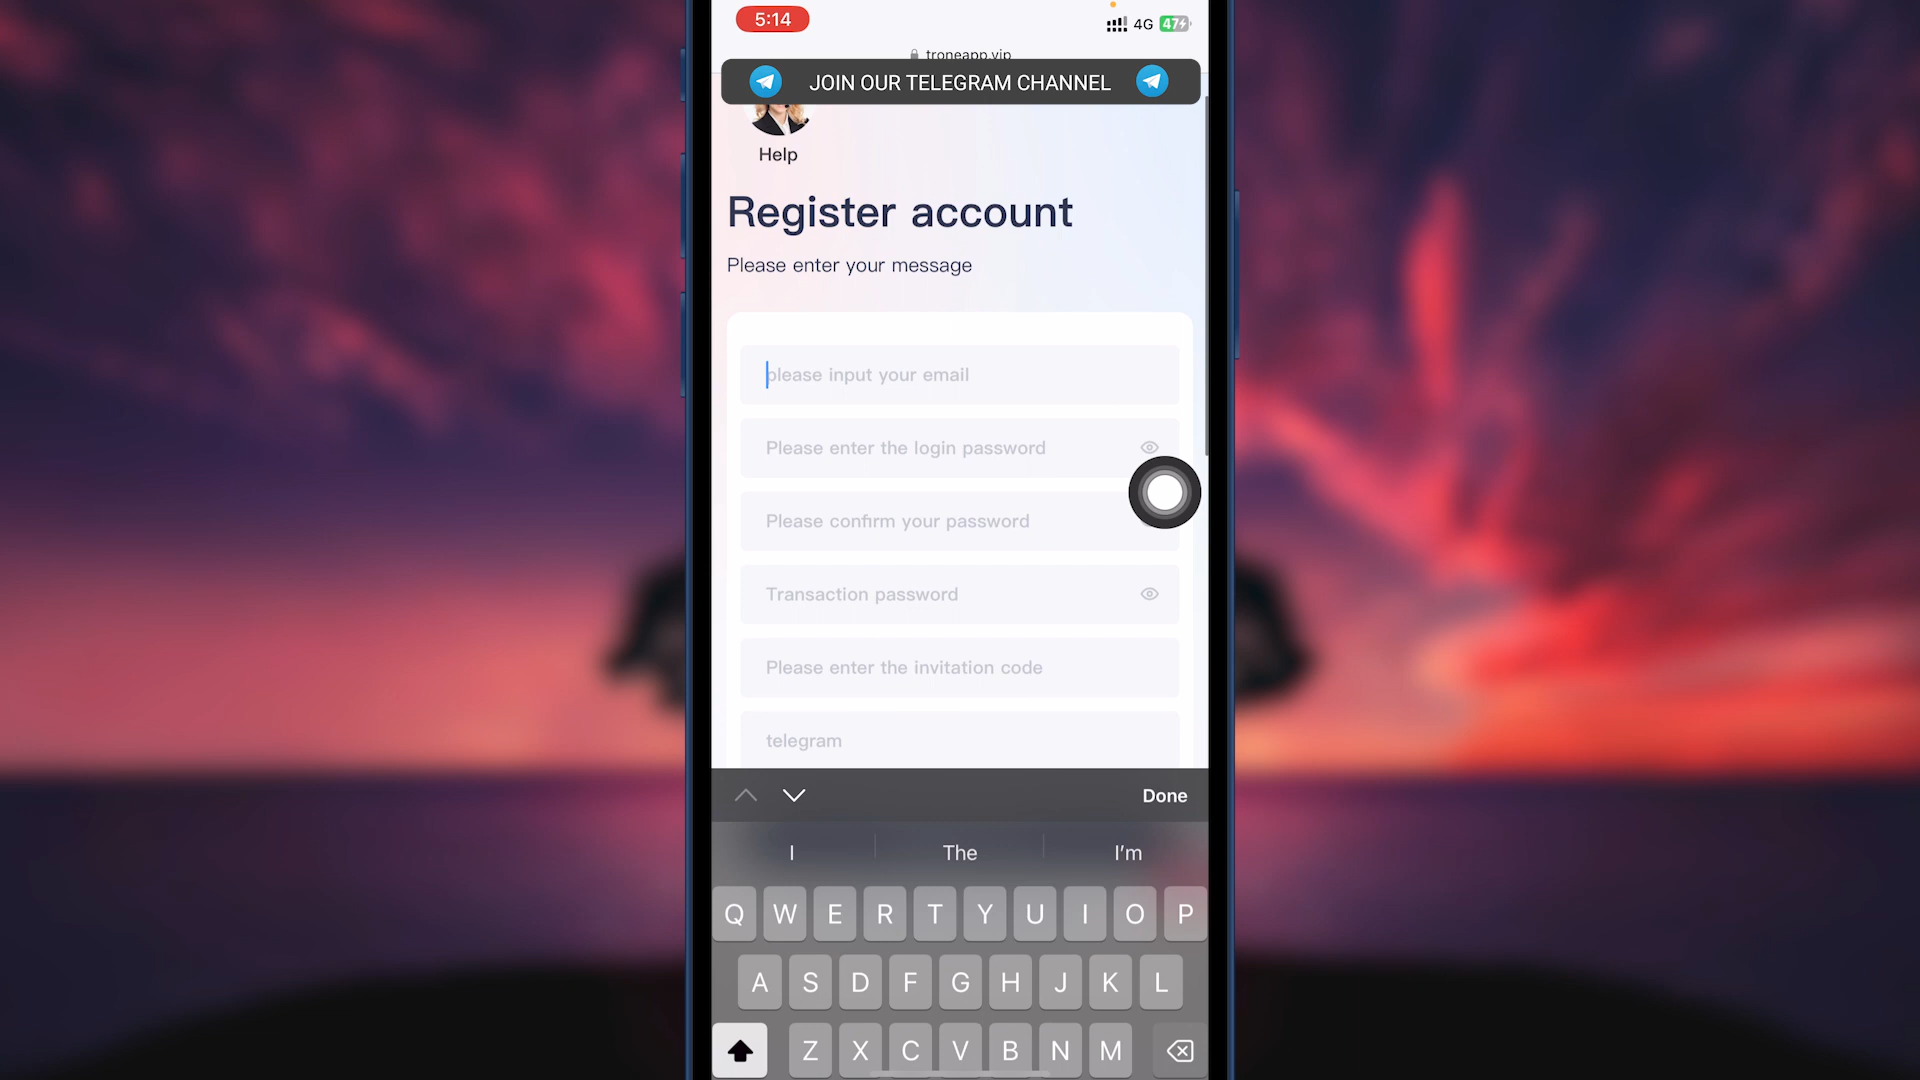 5:14
4G 47
troneapp.vip
JOIN OUR TELEGRAM CHANNEL
Help
Register account
Please enter your message
please input your email
Please enter the login password
Please confirm your password
Transaction password
Please enter the invitation code
telegram
Done
I The I'm
Q W E R T Y U I O P
A S D F G H J K L
Z X C V B N M